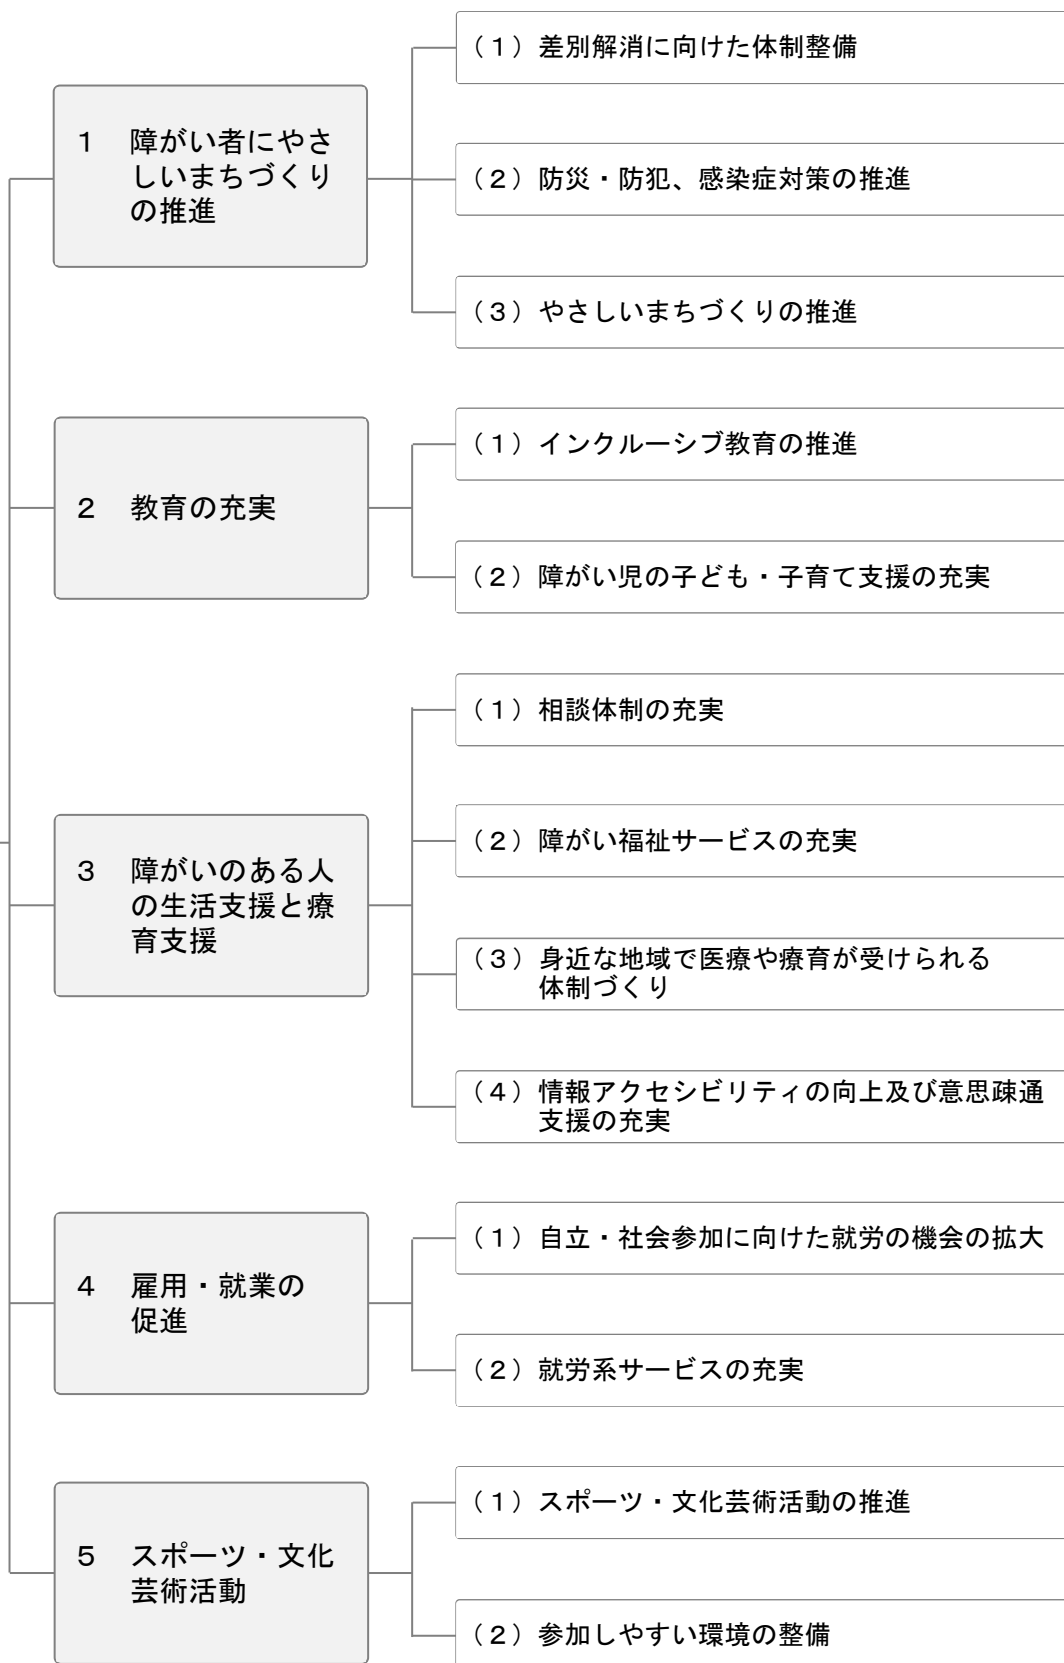 １　障がい者にやさ
しいまちづくり
の推進
（１）差別解消に向けた体制整備
（２）防災・防犯、感染症対策の推進
（３）やさしいまちづくりの推進
２　教育の充実
（１）インクルーシブ教育の推進
（２）障がい児の子ども・子育て支援の充実
３　障がいのある人
の生活支援と療
育支援
（１）相談体制の充実
（２）障がい福祉サービスの充実
（３）身近な地域で医療や療育が受けられる
体制づくり
（４）情報アクセシビリティの向上及び意思疎通
支援の充実
４　雇用・就業の
促進
（１）自立・社会参加に向けた就労の機会の拡大
（２）就労系サービスの充実
５　スポーツ・文化
芸術活動
（１）スポーツ・文化芸術活動の推進
（２）参加しやすい環境の整備